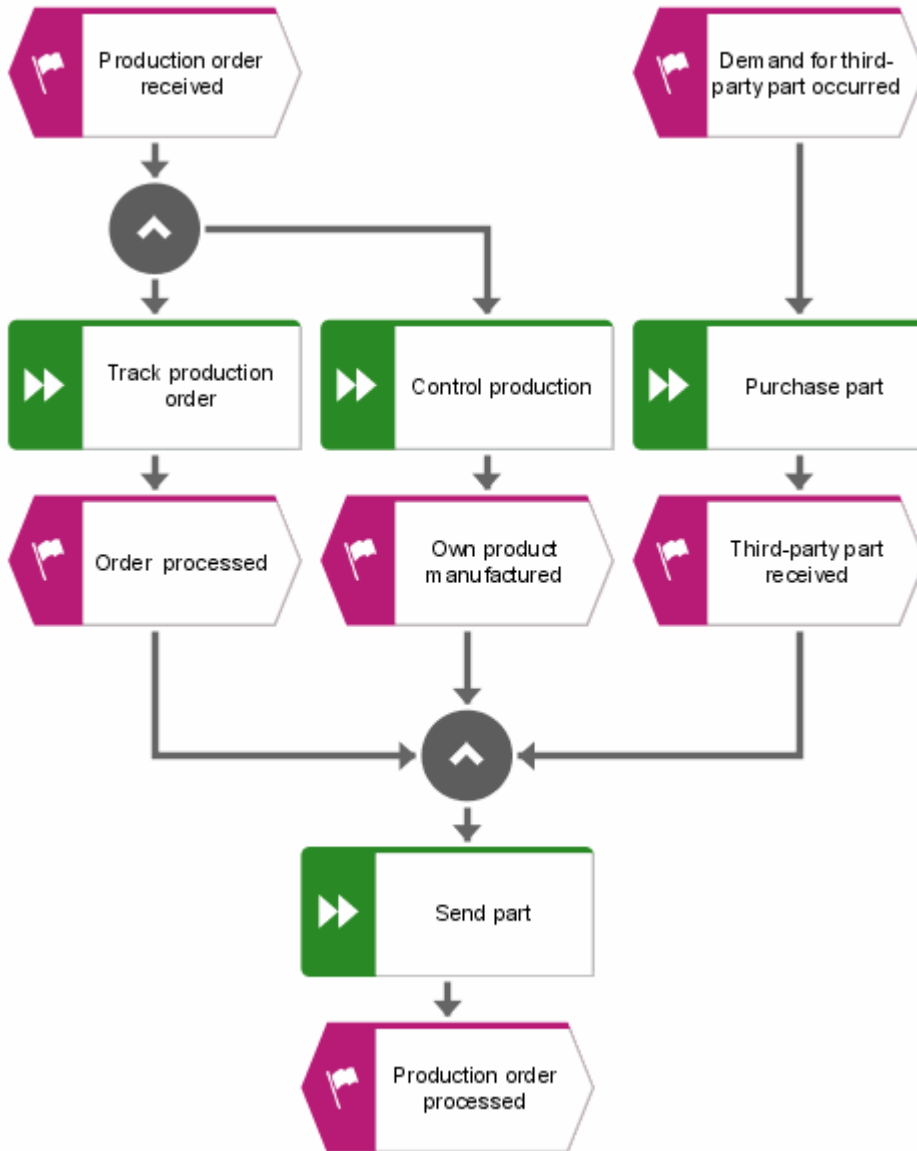 Production order
received
Demand for third-
party part occurred
Track production
order
Control production
Purchase part
Order processed
Own product
manufactured
Third-party part
received
Send part
Production order
processed